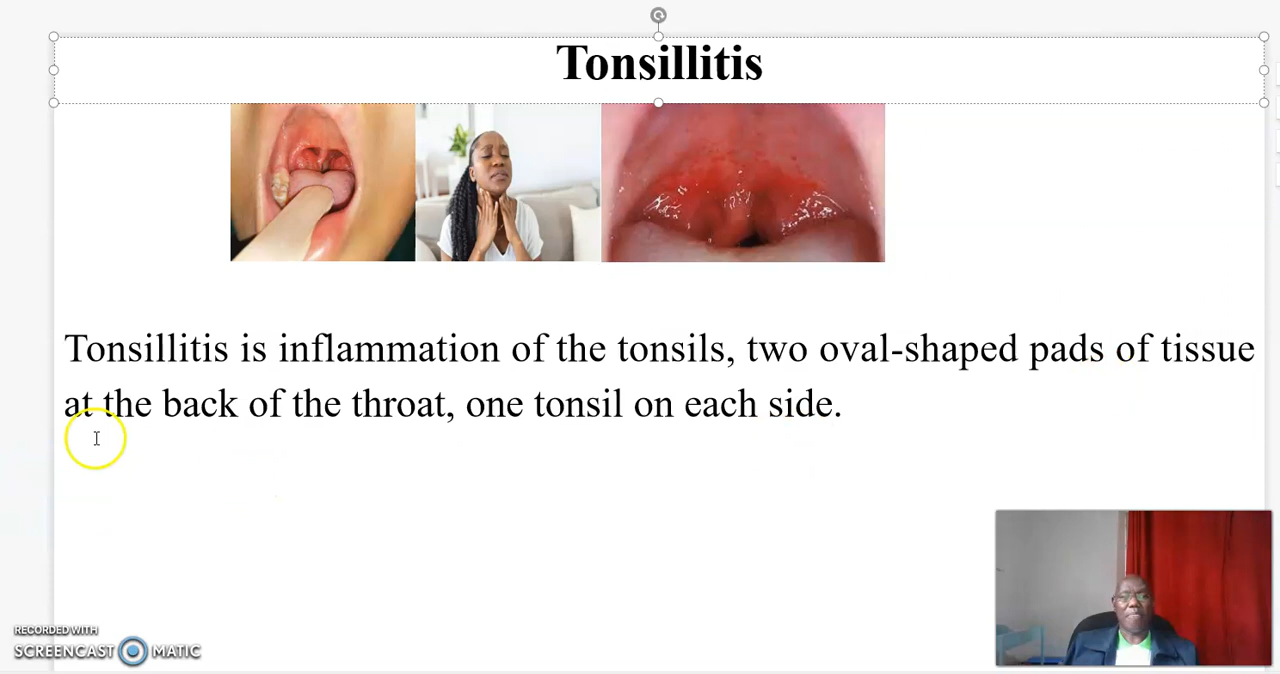 Tonsillitis
Tonsillitis is inflammation of the tonsils, two oval-shaped pads of tissue
at the back of the throat, one tonsil on each side.
RECORDED WITH
SCREENCAST MATIC